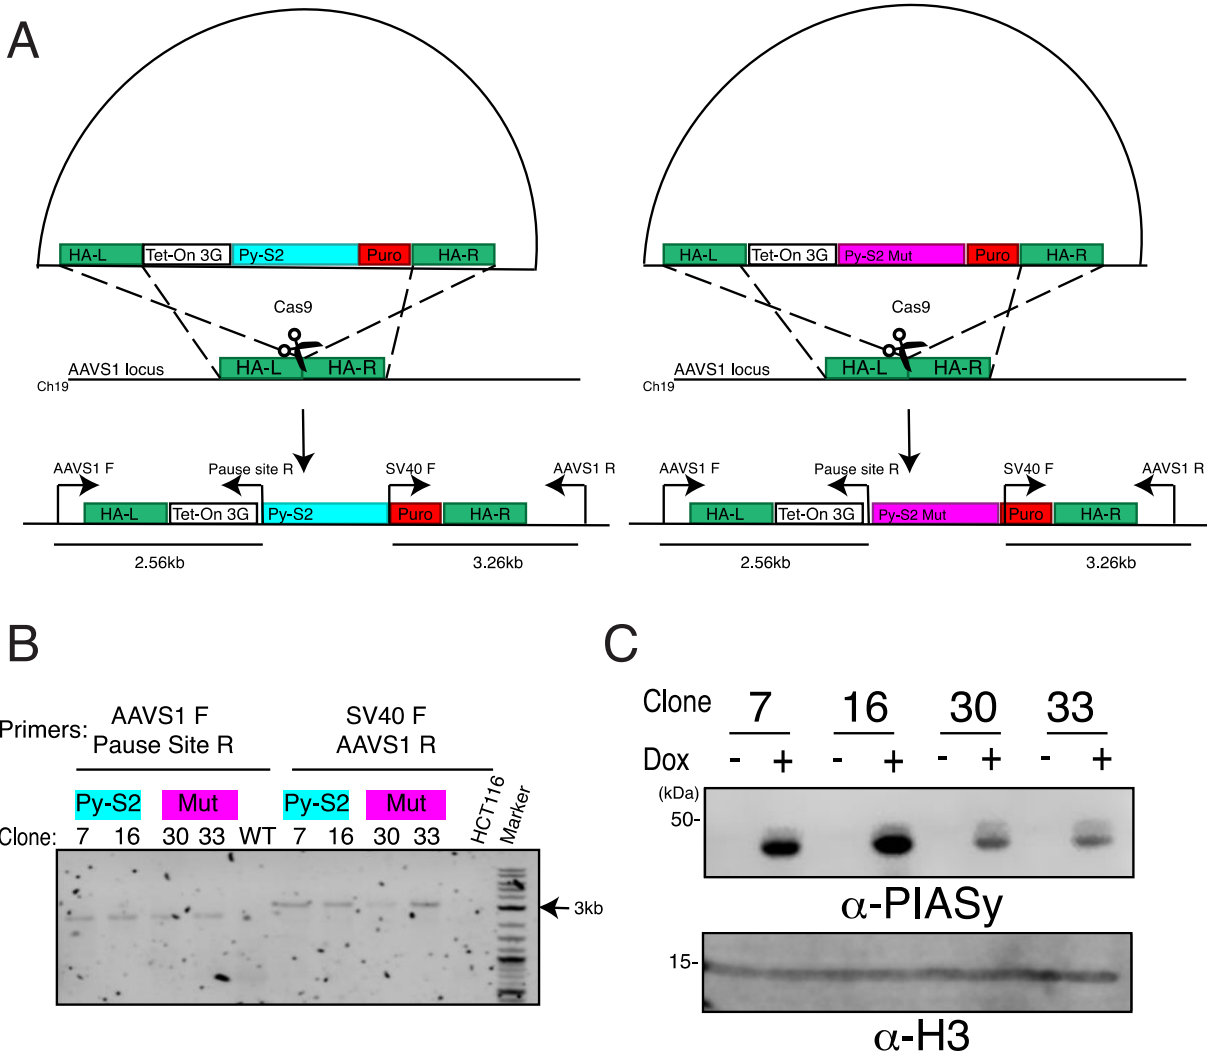 A
HA-L Tet-On 3G Py-S2 Puro HA-R
HA-L Tet-On 3G Py-S2 Mut Puro HA-R
Cas9
Cas9
AAVS1 locus HA-L HA-R
Ch19
AAVS1 locus HA-L HA-R
Ch19
AAVS1 F Pause site R SV40 F AAVS1 R
HA-L Tet-On 3G Py-S2 Puro HA-R
2.56kb 3.26kb
AAVS1 F Pause site R SV40 F AAVS1 R
HA-L Tet-On 3G Py-S2 Mut Puro HA-R
2.56kb 3.26kb
B
Primers: AAVS1 F SV40 F
Pause Site R AAVS1 R
Py-S2 Mut Py-S2 Mut HCT116 Marker
Clone: 7 16 30 33 WT 7 16 30 33
3kb
C
Clone 7 16 30 33
Dox - + - + - + - +
(kDa)
50-
α-PIASy
15-
α-H3